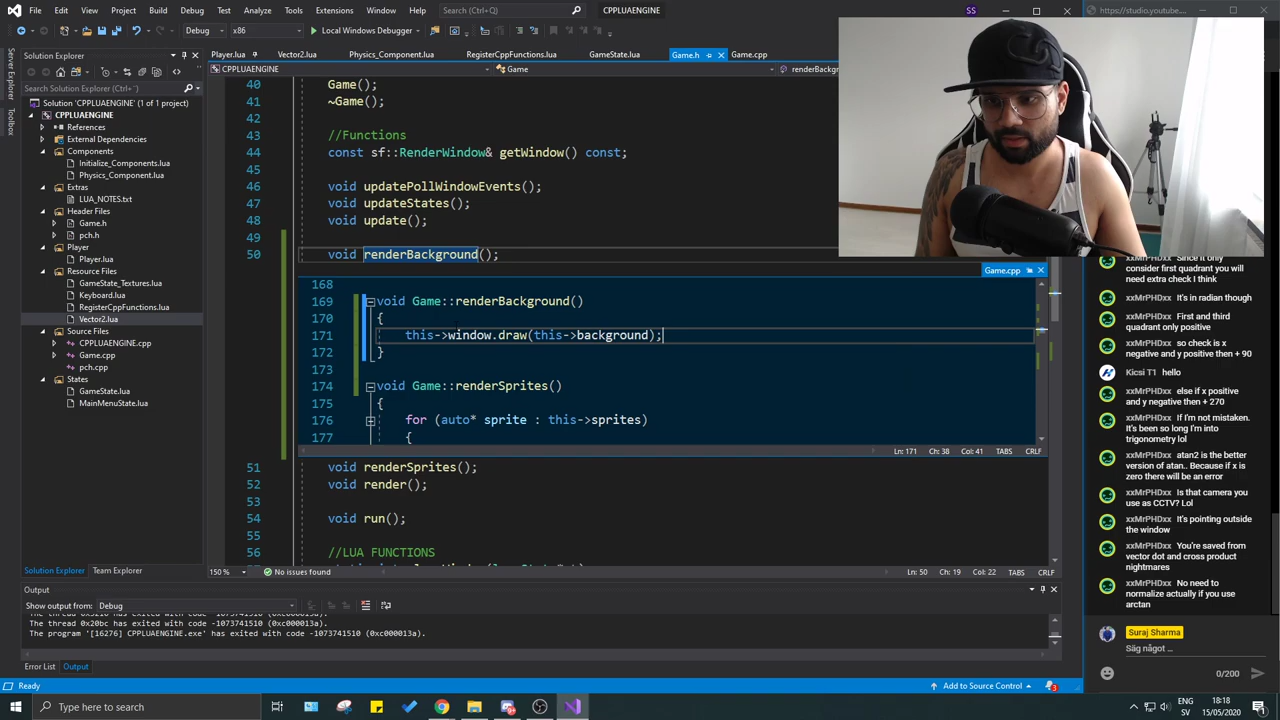 File Edit View Project Build Debug Test Analyze Tools Extensions Window Help Search (Ctrl+Q) CPPLUAENGINE SS
https://studio.youtube....
Debug x86 Local Windows Debugger
Server Explorer
Toolbox
Solution Explorer
Search Solution Explorer (Ctrl+')
Solution 'CPPLUAENGINE' (1 of 1 project)
CPPLUAENGINE
References
External Dependencies
Components
Initialize_Components.lua
Physics_Component.lua
Extras
LUA_NOTES.txt
Header Files
Game.h
pch.h
Player
Player.lua
Resource Files
GameState_Textures.lua
Keyboard.lua
RegisterCppFunctions.lua
Vector2.lua
Source Files
CPPLUAENGINE.cpp
Game.cpp
pch.cpp
States
GameState.lua
MainMenuState.lua
Solution Explorer Team Explorer
Player.lua Vector2.lua Physics_Component.lua RegisterCppFunctions.lua GameState.lua Game.h Game.cpp
CPPLUAENGINE Game
40 Game();
41 ~Game();
42
43 //Functions
44 const sf::RenderWindow& getWindow() const;
45
46 void updatePollWindowEvents();
47 void updateStates();
48 void update();
49
50 void renderBackground();
Game.cpp
168
169 void Game::renderBackground()
170 {
171 this->window.draw(this->background);
172 }
173
174 void Game::renderSprites()
175 {
176 for (auto* sprite : this->sprites)
177 {
Ln: 171 Ch: 38 Col: 41 TABS CRLF
51 void renderSprites();
52 void render();
53
54 void run();
55
56 //LUA FUNCTIONS
150 % No issues found Ln: 50 Ch: 19 Col: 22 TABS CRLF
Output
Show output from: Debug
The thread 0x20bc has exited with code -1073741510 (0xc000013a).
The program '[16276] CPPLUAENGINE.exe' has exited with code -1073741510 (0xc000013a).
Error List Output
Ready Add to Source Control 3
consider first quadrant you will
need extra check I think
xxMrPHDxx It's in radian though
xxMrPHDxx First and third
quadrant only positive
xxMrPHDxx so check is x
negative and y positive then + 90
Kicsi T1 hello
xxMrPHDxx else if x positive
and y negative then + 270
xxMrPHDxx If I'm not mistaken.
It's been so long I'm into
trigonometry lol
xxMrPHDxx atan2 is the better
version of atan.. Because if x is
zero there will be an error
xxMrPHDxx Is that camera you
use as CCTV? Lol
xxMrPHDxx It's pointing outside
the window
xxMrPHDxx You're saved from
vector dot and cross product
nightmares
xxMrPHDxx No need to
normalize actually if you use
arctan
Suraj Sharma
Säg något ...
0/200
Type here to search
ENG
SV
18:18
15/05/2020